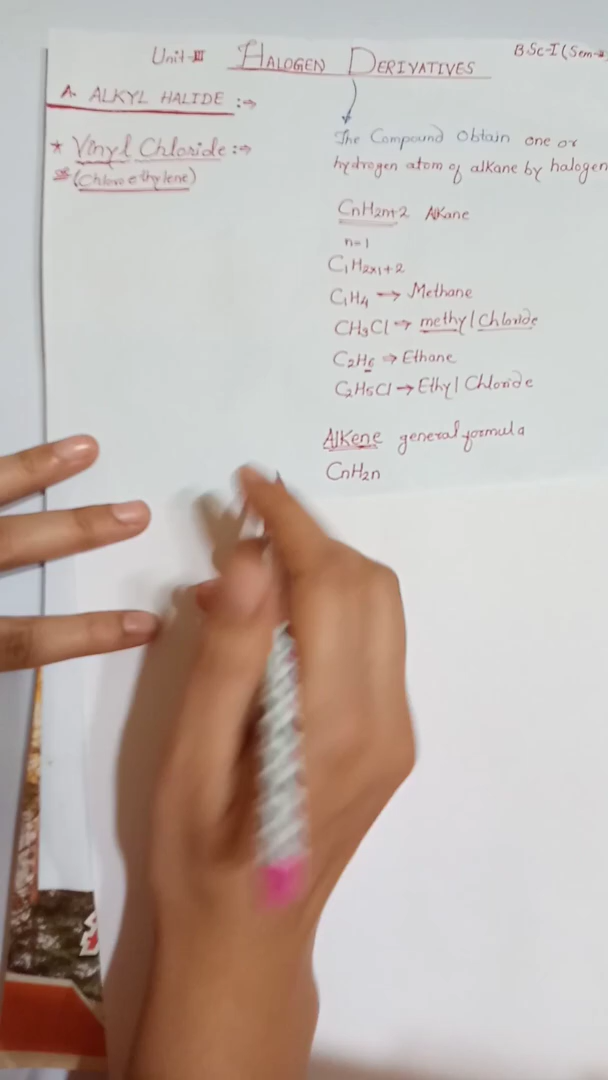 Unit-III HALOGEN DERIVATIVES BSc-I (Sem-
A. ALKYL HALIDE :→
* Vinyl Chloride :→
(Chloroethylene)
The Compound Obtain one or
hydrogen atom of alkane by halogen
CnH2n+2 Alkane
n=1
C1H2x1+2
C1H4 → Methane
CH3Cl → methyl Chloride
C2H6 ⇒ Ethane
C2H5Cl → Ethyl Chloride
Alkene general formula
CnH2n